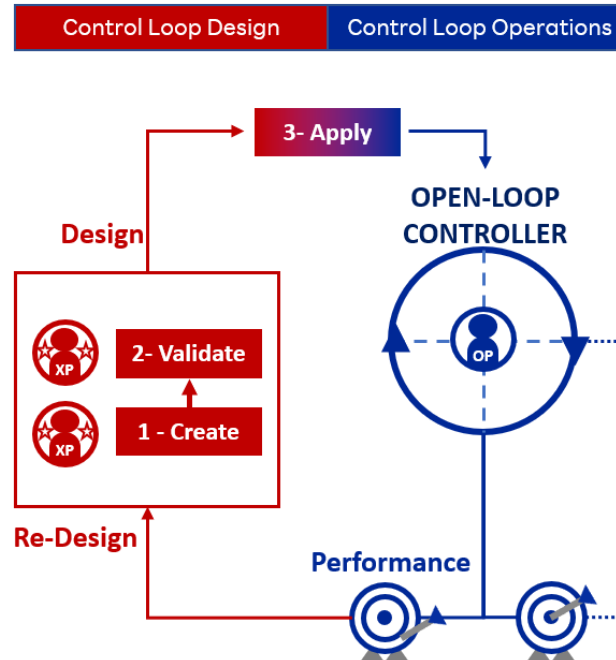 Control Loop Design
Control Loop Operations
3- Apply
OPEN-LOOP
CONTROLLER
Design
XP
2- Validate
OP
XP
1 - Create
Re-Design
Performance